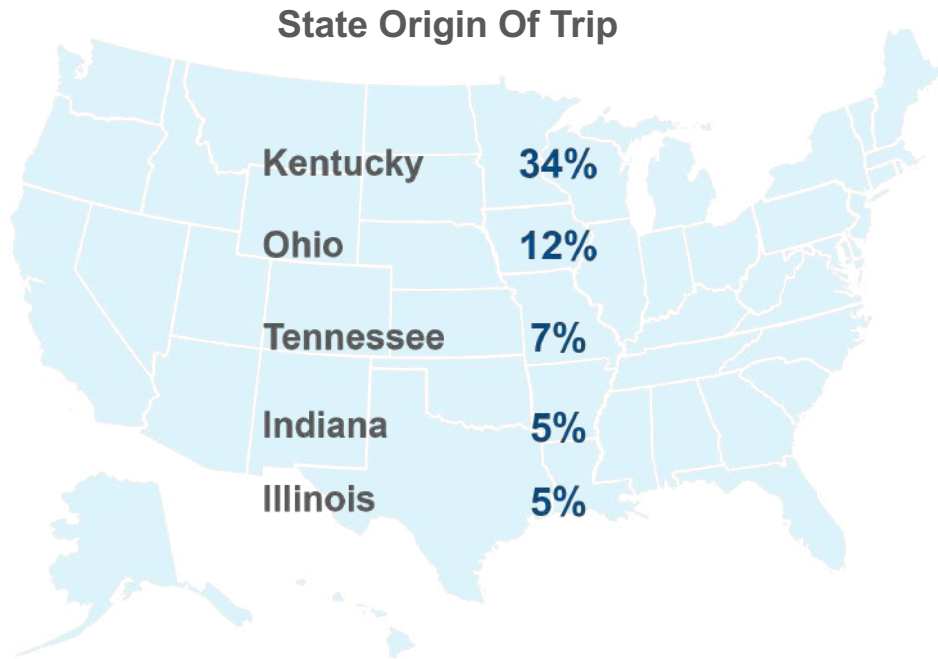 State Origin Of Trip
Kentucky 34%
Ohio 12%
Tennessee 7%
Indiana 5%
Illinois 5%